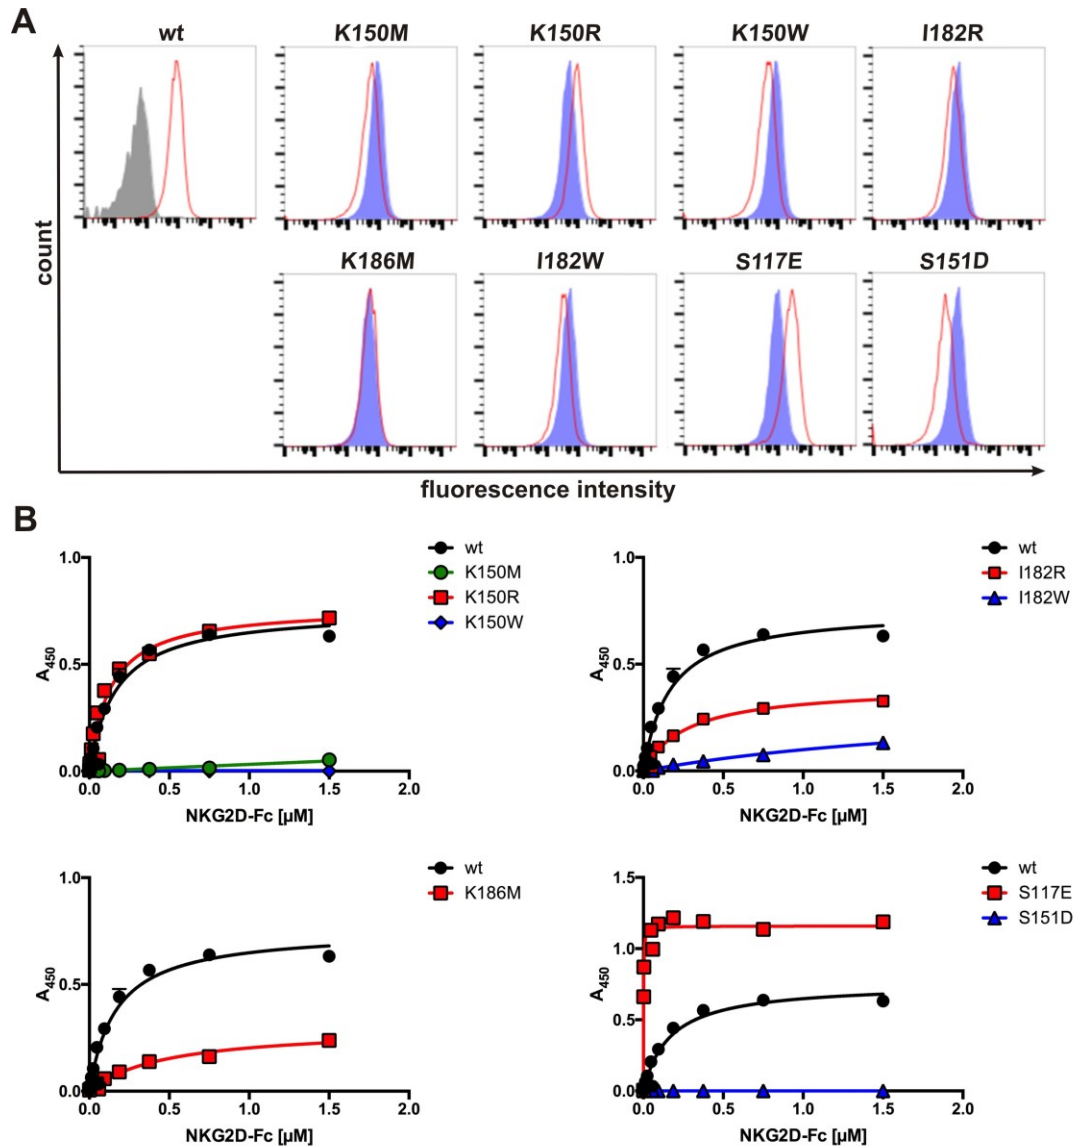 A
wt K150M K150R K150W I182R
K186M I182W S117E S151D
count
fluorescence intensity
B
wt
K150M
K150R
K150W
1.0
0.5
0.0
A450
0.0 0.5 1.0 1.5 2.0
NKG2D-Fc [µM]
wt
I182R
I182W
1.0
0.5
0.0
A450
0.0 0.5 1.0 1.5 2.0
NKG2D-Fc [µM]
wt
K186M
1.0
0.5
0.0
A450
0.0 0.5 1.0 1.5 2.0
NKG2D-Fc [µM]
wt
S117E
S151D
1.5
1.0
0.5
0.0
A450
0.0 0.5 1.0 1.5 2.0
NKG2D-Fc [µM]